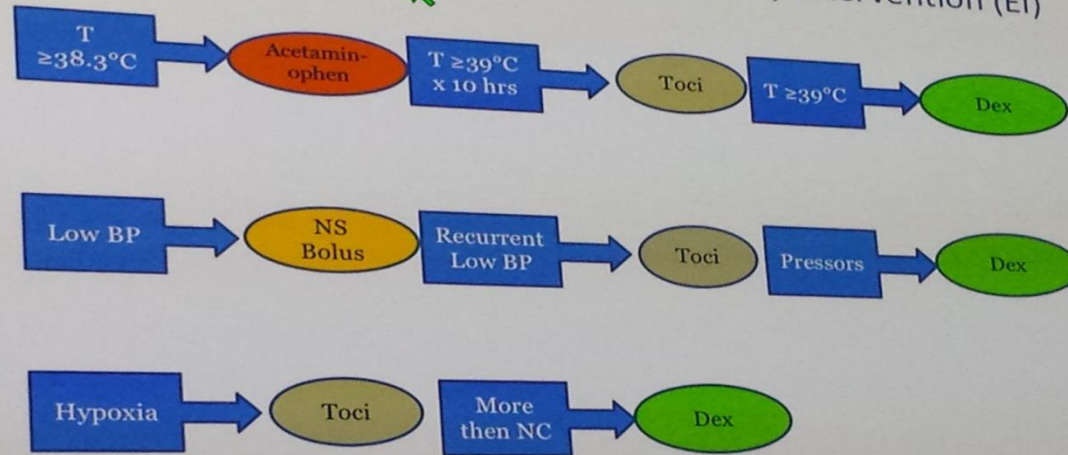 (EI)
T
≥38.3°C
Acetamin-
ophen
T ≥39°C
x 10 hrs
Toci
T ≥39°C
Dex
Low BP
NS
Bolus
Recurrent
Low BP
Toci
Pressors
Dex
Hypoxia
Toci
More
then NC
Dex